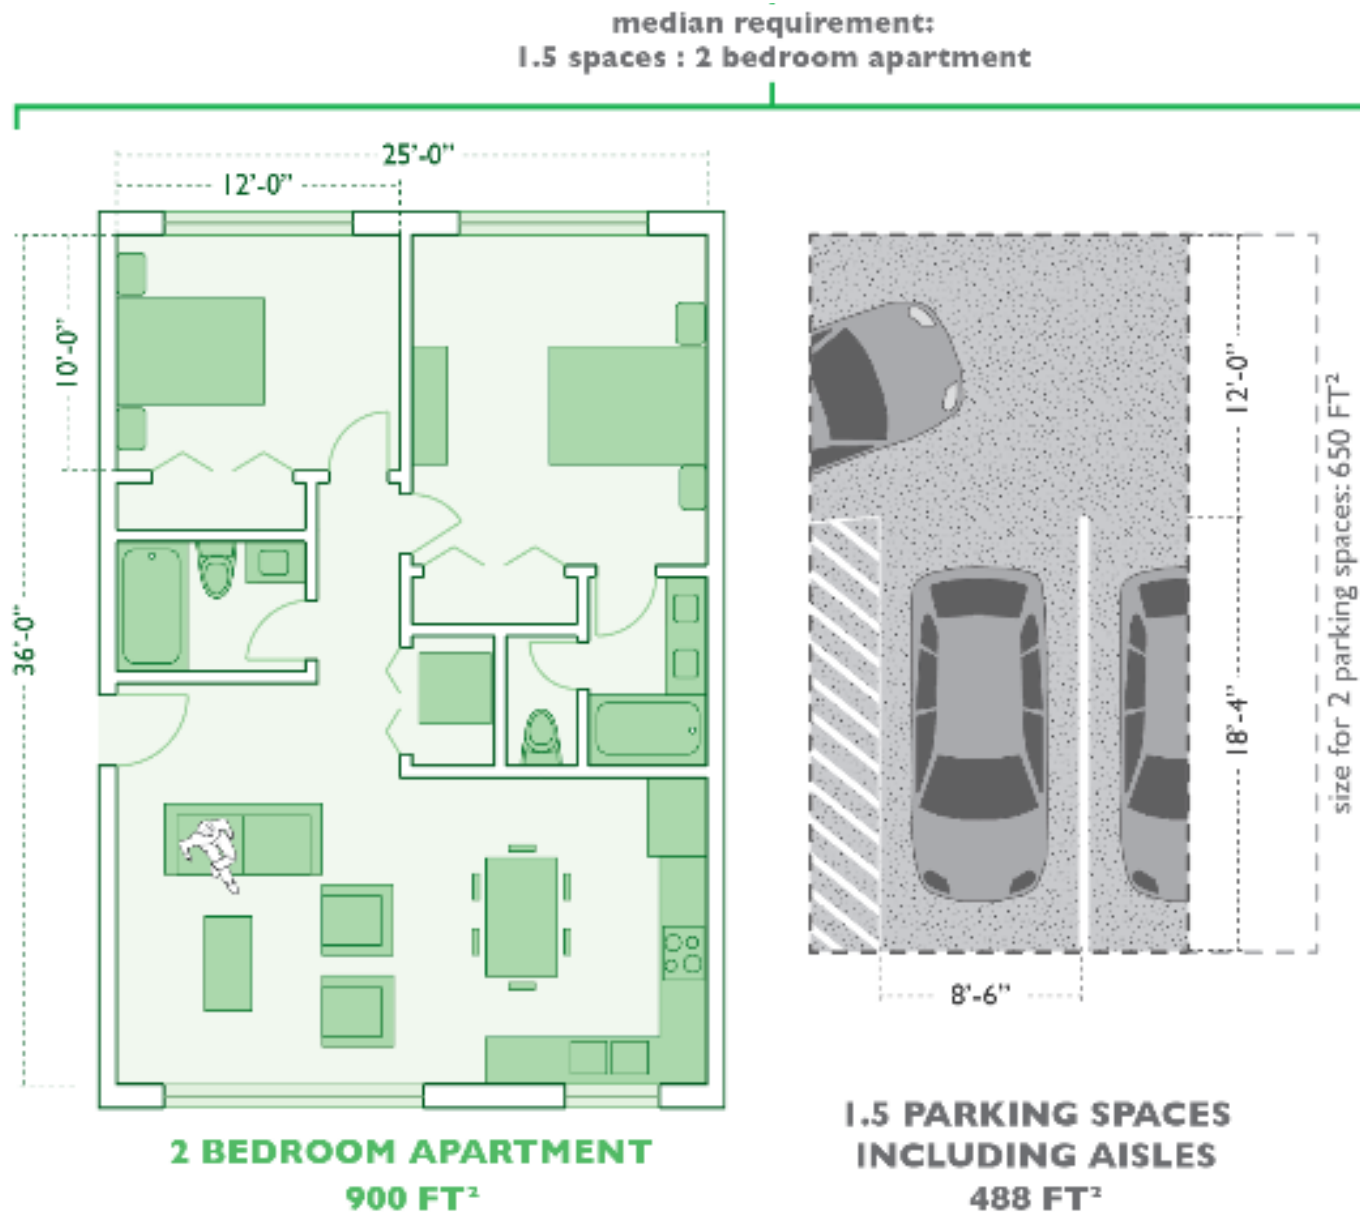 median requirement:
1.5 spaces : 2 bedroom apartment
25'-0"
12'-0"
10'-0"
36'-0"
12'-0"
18'-4"
size for 2 parking spaces: 650 FT²
8'-6"
2 BEDROOM APARTMENT
900 FT²
1.5 PARKING SPACES
INCLUDING AISLES
488 FT²